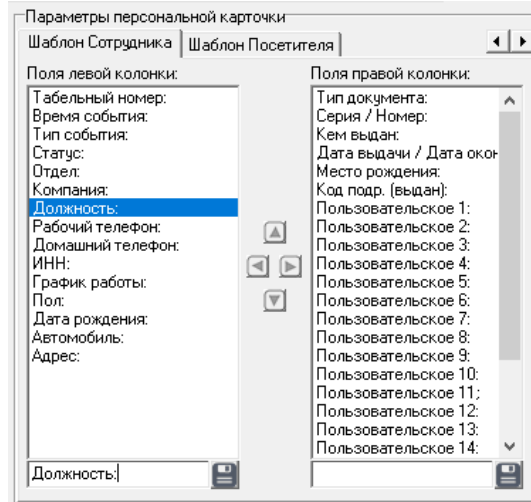 Параметры персональной карточки
Шаблон Сотрудника
Шаблон Посетителя
Поля левой колонки:
Табельный номер:
Время события:
Тип события:
Статус:
Отдел:
Компания:
Должность:
Рабочий телефон:
Домашний телефон:
ИНН:
График работы:
Пол:
Дата рождения:
Автомобиль:
Адрес:
Должность:
Поля правой колонки:
Тип документа:
Серия / Номер:
Кем выдан:
Дата выдачи / Дата окон
Место рождения:
Код подр. (выдан):
Пользовательское 1:
Пользовательское 2:
Пользовательское 3:
Пользовательское 4:
Пользовательское 5:
Пользовательское 6:
Пользовательское 7:
Пользовательское 8:
Пользовательское 9:
Пользовательское 10:
Пользовательское 11;
Пользовательское 12:
Пользовательское 13:
Пользовательское 14: